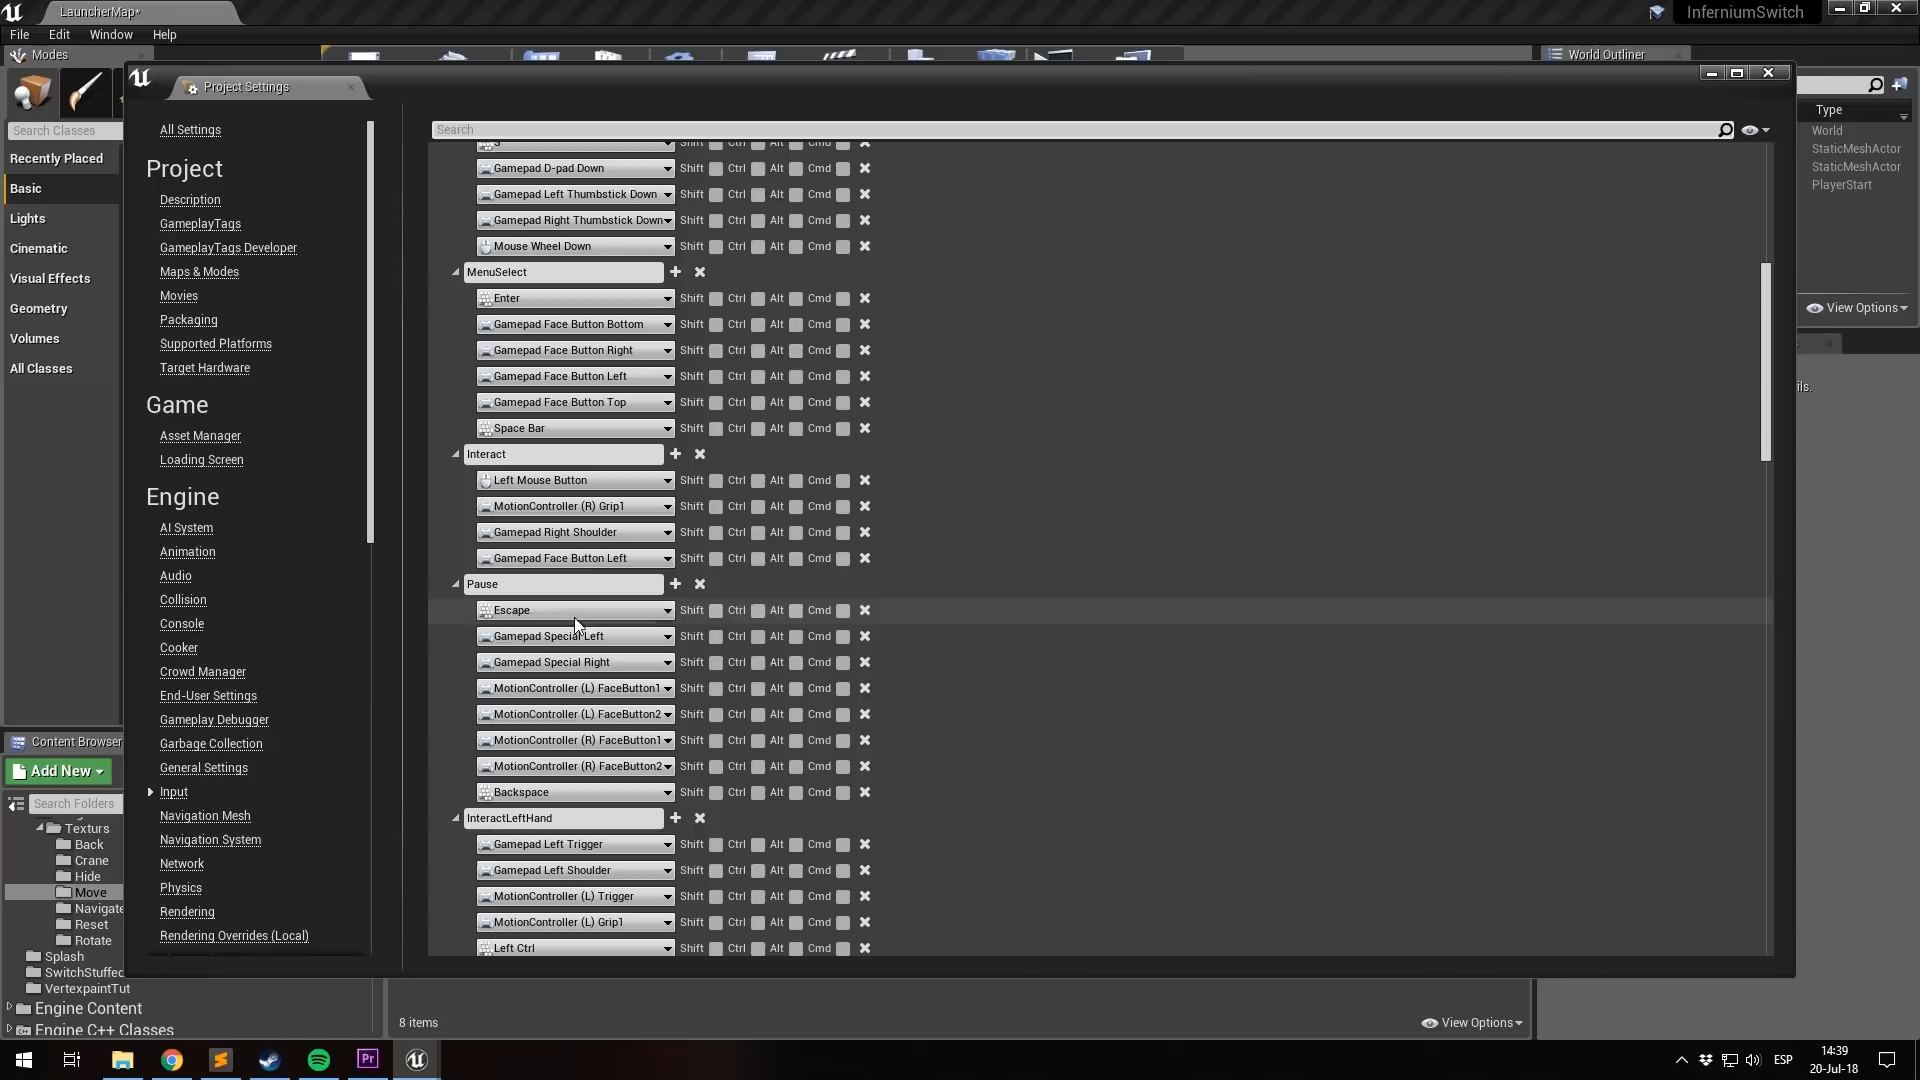 LauncherMap*
InferniumSwitch
File Edit Window Help
Modes
World Outliner
Project Settings
Search Classes
Recently Placed
Basic
Lights
Cinematic
Visual Effects
Geometry
Volumes
All Classes
Content Browser
Add New
Search Folders
Texturs
Back
Crane
Hide
Move
Navigate
Reset
Rotate
Splash
SwitchStuffed
VertexpaintTut
Engine Content
Engine C++ Classes
All Settings
Project
Description
GameplayTags
GameplayTags Developer
Maps & Modes
Movies
Packaging
Supported Platforms
Target Hardware
Game
Asset Manager
Loading Screen
Engine
AI System
Animation
Audio
Collision
Console
Cooker
Crowd Manager
End-User Settings
Gameplay Debugger
Garbage Collection
General Settings
Input
Navigation Mesh
Navigation System
Network
Physics
Rendering
Rendering Overrides (Local)
Search
S Shift Ctrl Alt Cmd
Gamepad D-pad Down Shift Ctrl Alt Cmd
Gamepad Left Thumbstick Down Shift Ctrl Alt Cmd
Gamepad Right Thumbstick Down Shift Ctrl Alt Cmd
Mouse Wheel Down Shift Ctrl Alt Cmd
MenuSelect
Enter Shift Ctrl Alt Cmd
Gamepad Face Button Bottom Shift Ctrl Alt Cmd
Gamepad Face Button Right Shift Ctrl Alt Cmd
Gamepad Face Button Left Shift Ctrl Alt Cmd
Gamepad Face Button Top Shift Ctrl Alt Cmd
Space Bar Shift Ctrl Alt Cmd
Interact
Left Mouse Button Shift Ctrl Alt Cmd
MotionController (R) Grip1 Shift Ctrl Alt Cmd
Gamepad Right Shoulder Shift Ctrl Alt Cmd
Gamepad Face Button Left Shift Ctrl Alt Cmd
Pause
Escape Shift Ctrl Alt Cmd
Gamepad Special Left Shift Ctrl Alt Cmd
Gamepad Special Right Shift Ctrl Alt Cmd
MotionController (L) FaceButton1 Shift Ctrl Alt Cmd
MotionController (L) FaceButton2 Shift Ctrl Alt Cmd
MotionController (R) FaceButton1 Shift Ctrl Alt Cmd
MotionController (R) FaceButton2 Shift Ctrl Alt Cmd
Backspace Shift Ctrl Alt Cmd
InteractLeftHand
Gamepad Left Trigger Shift Ctrl Alt Cmd
Gamepad Left Shoulder Shift Ctrl Alt Cmd
MotionController (L) Trigger Shift Ctrl Alt Cmd
MotionController (L) Grip1 Shift Ctrl Alt Cmd
Left Ctrl Shift Ctrl Alt Cmd
Type
World
StaticMeshActor
StaticMeshActor
PlayerStart
View Options
ils.
8 items
View Options
Pr
ESP
14:39
20-Jul-18